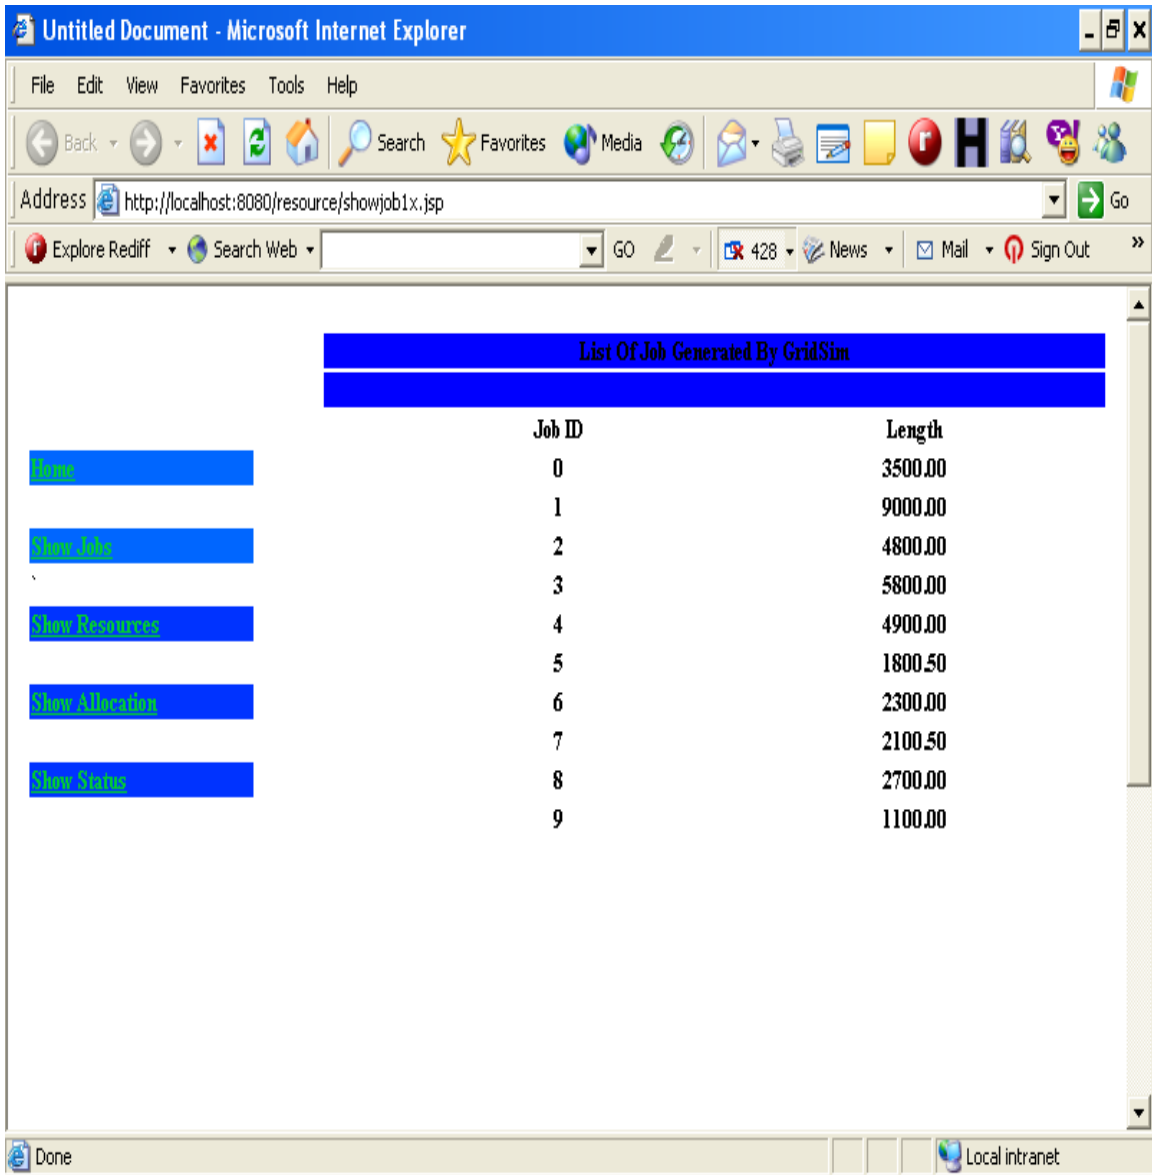 Untitled Document - Microsoft Internet Explorer
File Edit View Favorites Tools Help
Back Search Favorites Media
Address http://localhost:8080/resource/showjob1x.jsp Go
Explore Rediff Search Web GO 428 News Mail Sign Out »
List Of Job Generated By GridSim
Job ID Length
Home 0 3500.00
1 9000.00
Show Jobs 2 4800.00
` 3 5800.00
Show Resources 4 4900.00
5 1800.50
Show Allocation 6 2300.00
7 2100.50
Show Status 8 2700.00
9 1100.00
Done Local intranet